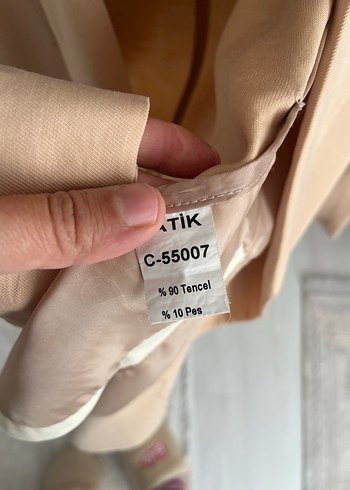 ATİK
C-55007
% 90 Tencel
% 10 Pes